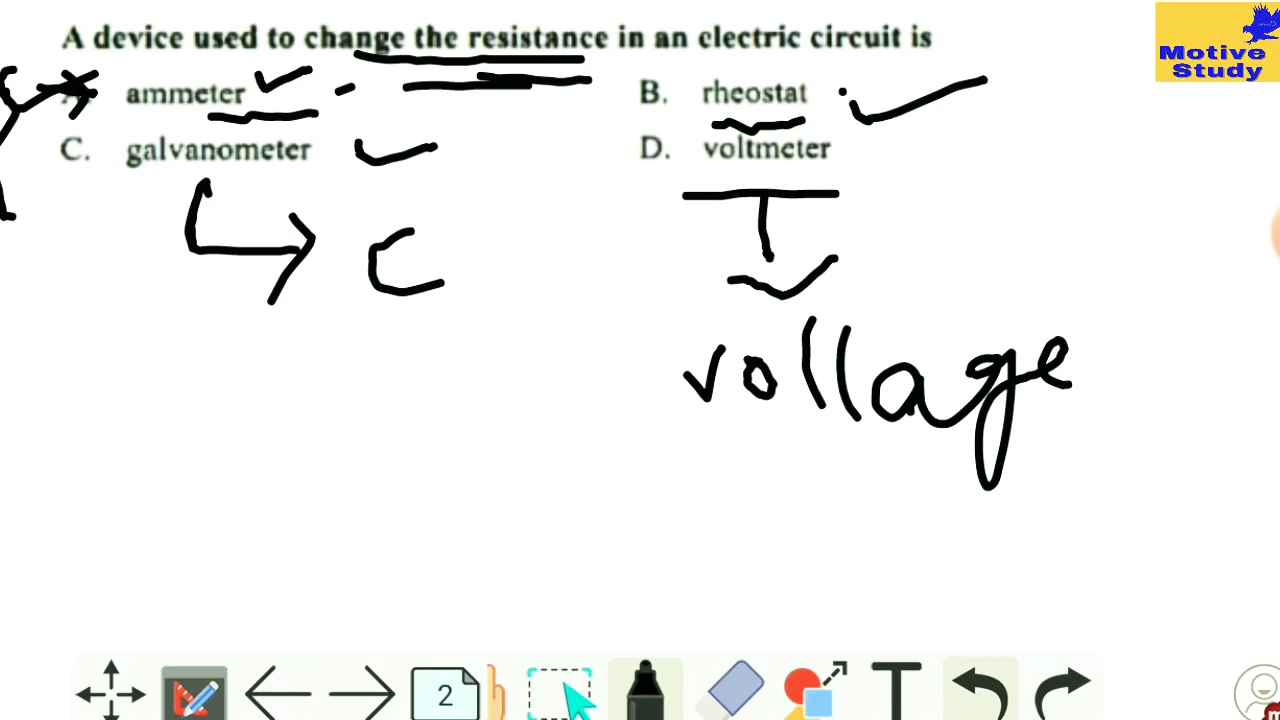 A device used to change the resistance in an electric circuit is
A. ammeter
B. rheostat
C. galvanometer
D. voltmeter
C
vollage
Motive
Study
2
T